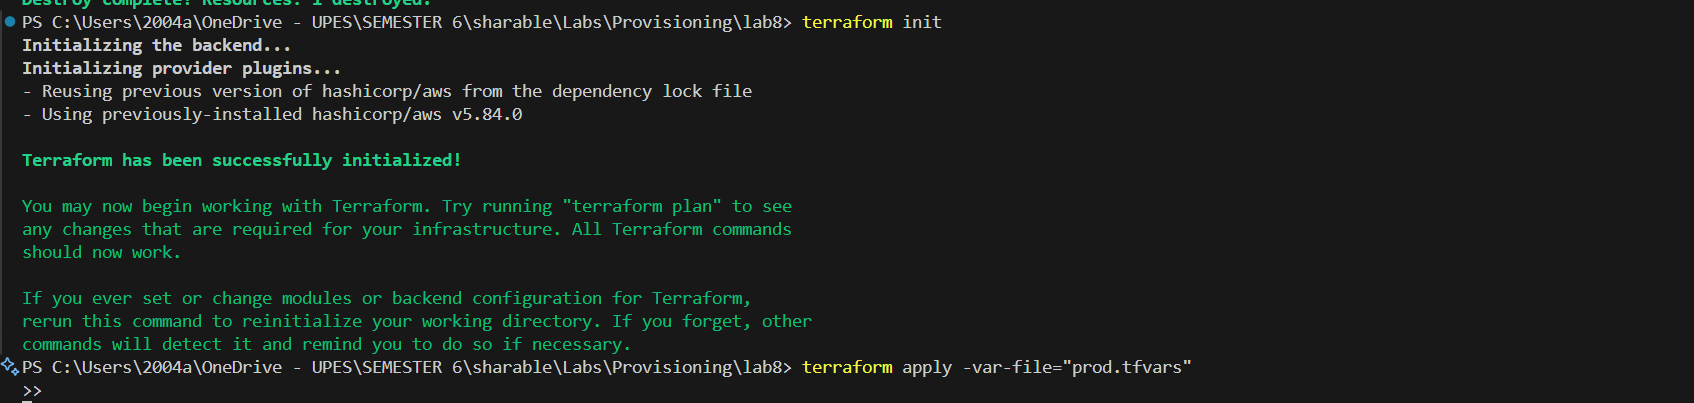 Destroy complete! Resources: 1 destroyed.
PS C:\Users\2004a\OneDrive - UPES\SEMESTER 6\sharable\Labs\Provisioning\lab8> terraform init
Initializing the backend...
Initializing provider plugins...
- Reusing previous version of hashicorp/aws from the dependency lock file
- Using previously-installed hashicorp/aws v5.84.0
Terraform has been successfully initialized!
You may now begin working with Terraform. Try running "terraform plan" to see
any changes that are required for your infrastructure. All Terraform commands
should now work.
If you ever set or change modules or backend configuration for Terraform,
rerun this command to reinitialize your working directory. If you forget, other
commands will detect it and remind you to do so if necessary.
PS C:\Users\2004a\OneDrive - UPES\SEMESTER 6\sharable\Labs\Provisioning\lab8> terraform apply -var-file="prod.tfvars"
>>